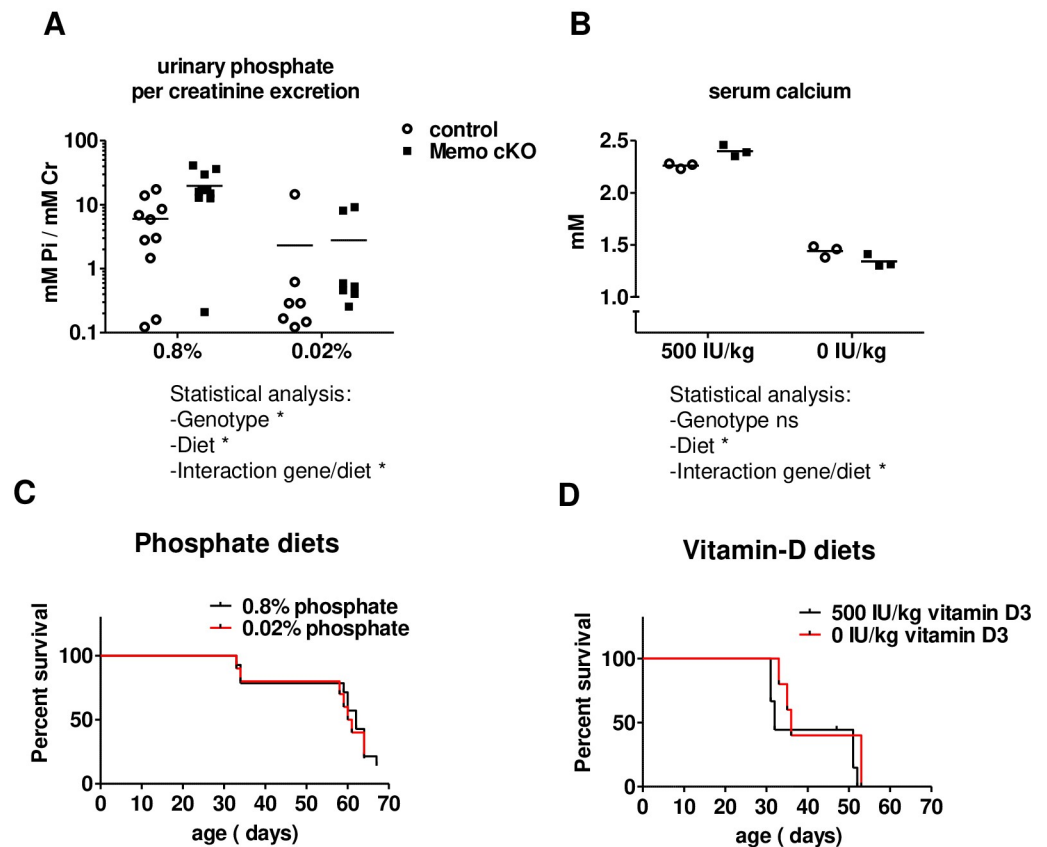 A
urinary phosphate
per creatinine excretion
control
Memo cKO
mM Pi / mM Cr
100
10
1
0.1
0.8%
0.02%
Statistical analysis:
-Genotype *
-Diet *
-Interaction gene/diet *
B
serum calcium
mM
2.5
2.0
1.5
1.0
500 IU/kg
0 IU/kg
Statistical analysis:
-Genotype ns
-Diet *
-Interaction gene/diet *
C
Phosphate diets
0.8% phosphate
0.02% phosphate
Percent survival
100
50
0
0 10 20 30 40 50 60 70
age ( days)
D
Vitamin-D diets
500 IU/kg vitamin D3
0 IU/kg vitamin D3
Percent survival
100
50
0
0 10 20 30 40 50 60 70
age ( days)